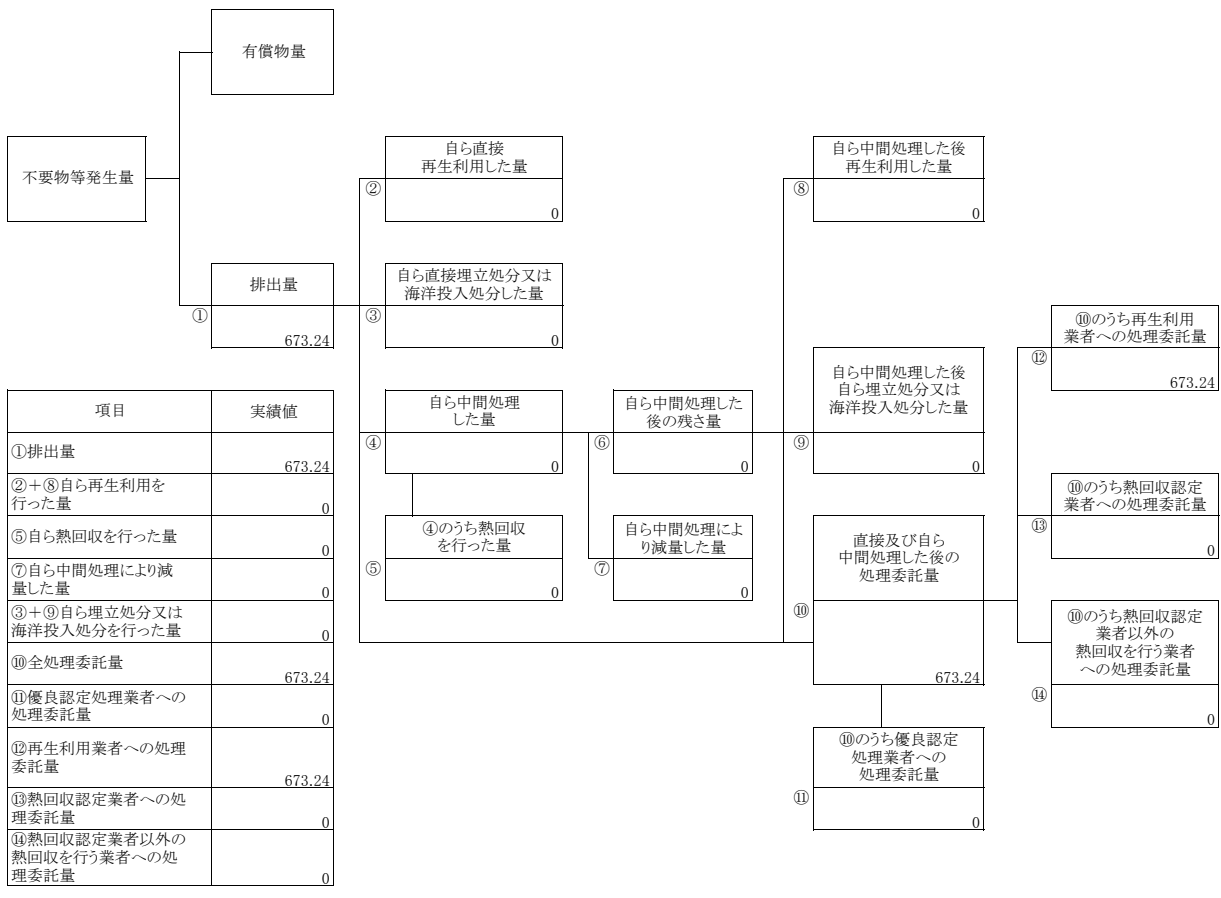 有償物量
不要物等発生量
自ら直接
再生利用した量
②
0
自ら中間処理した後
再生利用した量
⑧
0
排出量
①
673.24
自ら直接埋立処分又は
海洋投入処分した量
③
0
⑩のうち再生利用
業者への処理委託量
⑫
673.24
自ら中間処理
した量
④
0
自ら中間処理した
後の残さ量
⑥
0
自ら中間処理した後
自ら埋立処分又は
海洋投入処分した量
⑨
0
⑩のうち熱回収認定
業者への処理委託量
⑬
0
④のうち熱回収
を行った量
⑤
0
自ら中間処理によ
り減量した量
⑦
0
直接及び自ら
中間処理した後の
処理委託量
⑩
673.24
⑩のうち熱回収認定
業者以外の
熱回収を行う業者
への処理委託量
⑭
0
⑩のうち優良認定
処理業者への
処理委託量
⑪
0
項目 実績値
①排出量
673.24
②＋⑧自ら再生利用を
行った量
0
⑤自ら熱回収を行った量
0
⑦自ら中間処理により減
量した量
0
③＋⑨自ら埋立処分又は
海洋投入処分を行った量
0
⑩全処理委託量
673.24
⑪優良認定処理業者への
処理委託量
0
⑫再生利用業者への処理
委託量
673.24
⑬熱回収認定業者への処
理委託量
0
⑭熱回収認定業者以外の
熱回収を行う業者への処
理委託量
0